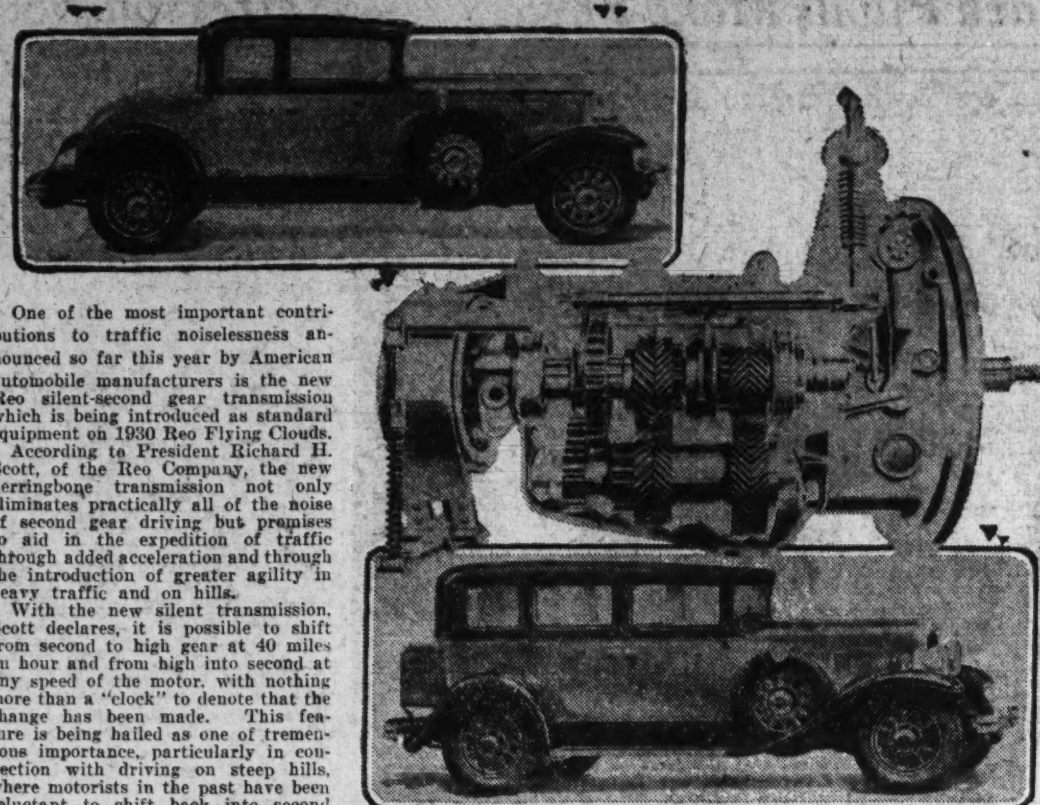 One of the most important contri-
butions to traffic noiselessness an-
nounced so far this year by American
automobile manufacturers is the new
Reo silent-second gear transmission
which is being introduced as standard
equipment on 1930 Reo Flying Clouds.
According to President Richard H.
Scott, of the Reo Company, the new
herringbone transmission not only
eliminates practically all of the noise
of second gear driving but promises
to aid in the expedition of traffic
through added acceleration and through
the introduction of greater agility in
heavy traffic and on hills.
With the new silent transmission,
Scott declares, it is possible to shift
from second to high gear at 40 miles
an hour and from high into second at
any speed of the motor, with nothing
more than a "clock" to denote that the
change has been made. This fea-
ture is being hailed as one of tremen-
dous importance, particularly in con-
nection with driving on steep hills,
where motorists in the past have been
reluctant to shift back into second